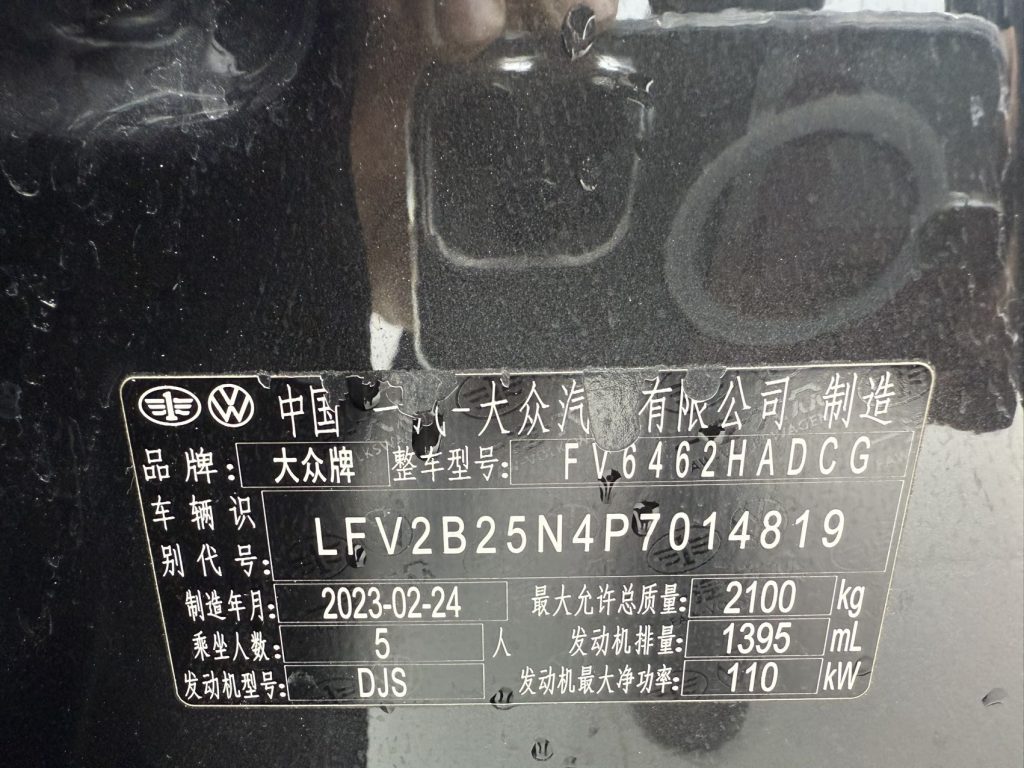 中国 一汽-大众汽 有限公司 制造
品牌: 大众牌 整车型号: FV6462HADCG
车辆识
别代号: LFV2B25N4P7014819
制造年月: 2023-02-24 最大允许总质量: 2100 kg
乘坐人数: 5 人 发动机排量: 1395 mL
发动机型号: DJS 发动机最大净功率: 110 kW